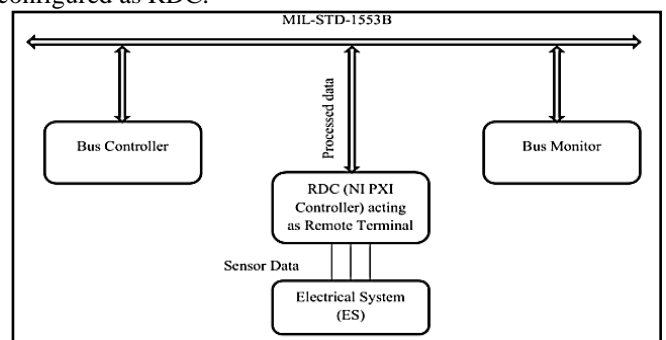 configured as RDC.
MIL-STD-1553B
Bus Controller
Processed data
Bus Monitor
RDC (NI PXI
Controller) acting
as Remote Terminal
Sensor Data
Electrical System
(ES)